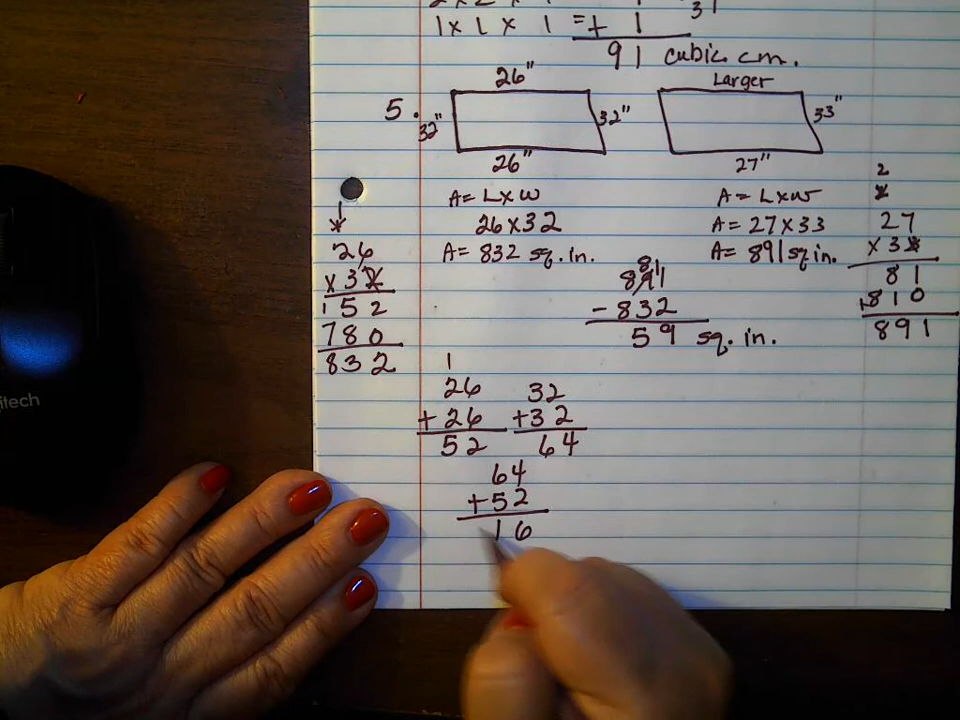 1 x 1 x 1 = + 1
91 cubic cm.
5.
26"
32"
32"
26"
Larger
33"
27"
A = L x W
26 x 32
A = 832 sq. in.
A = L x W
A = 27 x 33
A = 891 sq in.
26
x 32
152
780
832
891
- 832
59 sq. in.
2
27
x 33
81
810
891
1
26
+ 26
52
32
+ 32
64
64
+ 52
16
itech